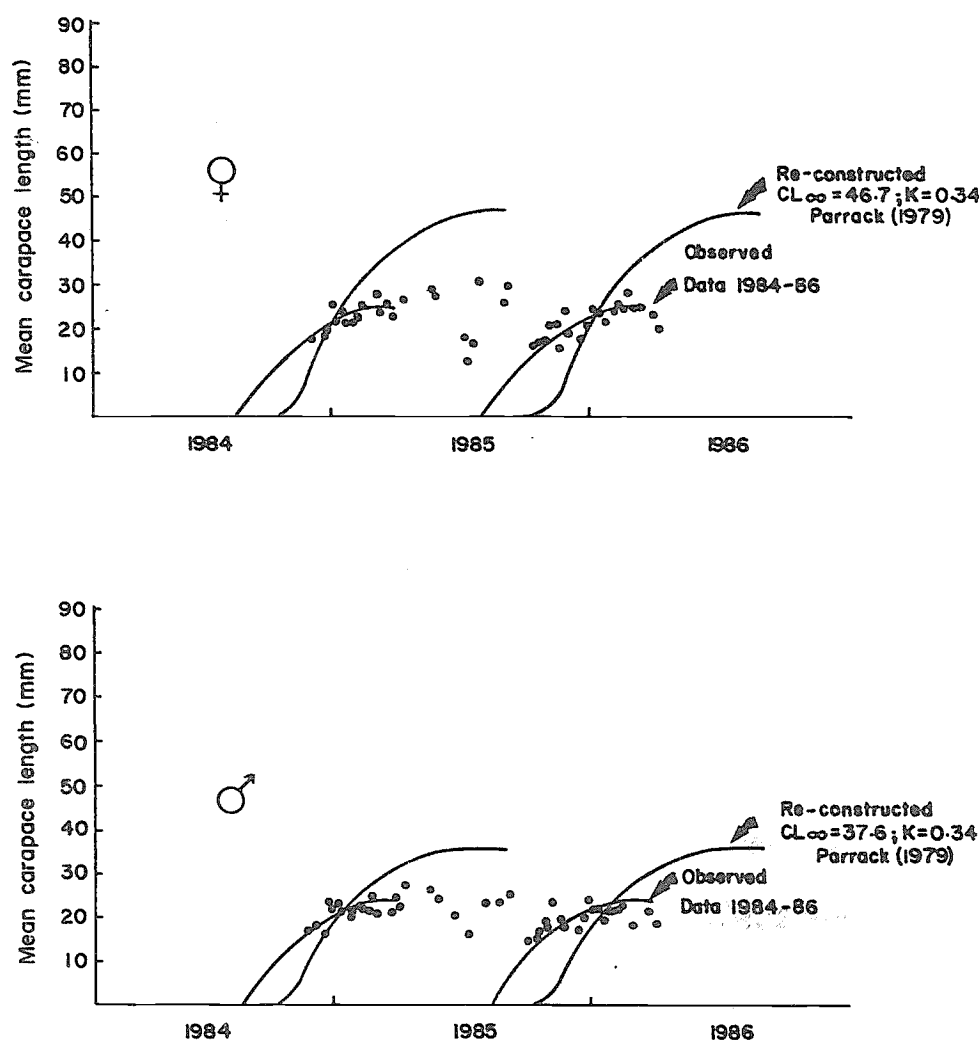 Mean carapace length (mm)
90
80
70
60
50
40
30
20
10
♀
Re-constructed
CL∞ = 46.7 ; K=0.34
Parrack (1979)
Observed
Data 1984-86
1984
1985
1986
Mean carapace length (mm)
90
80
70
60
50
40
30
20
10
♂
Re-constructed
CL∞=37.6 ; K=0.34
Parrack (1979)
Observed
Data 1984-86
1984
1985
1986